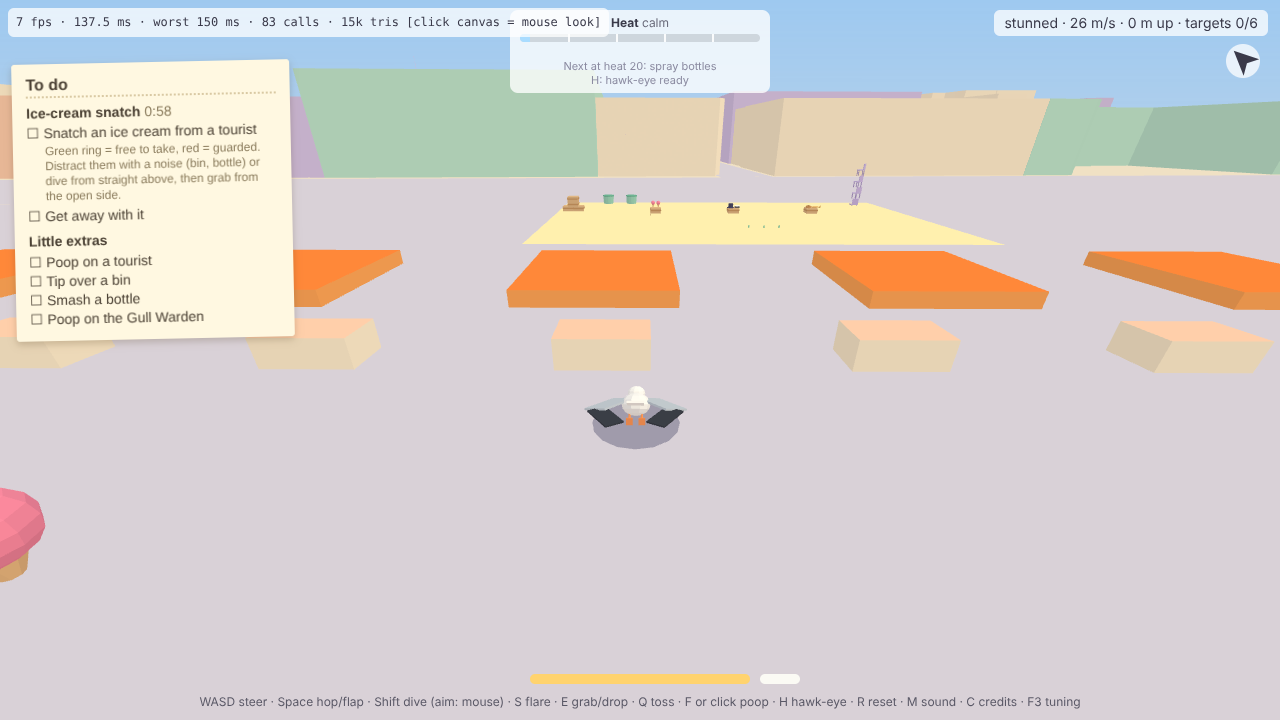 7 fps · 137.5 ms · worst 150 ms · 83 calls · 15k tris [click canvas = mouse look]
Heat calm
stunned · 26 m/s · 0 m up · targets 0/6
Next at heat 20: spray bottles
H: hawk-eye ready
To do
Ice-cream snatch 0:58
Snatch an ice cream from a tourist
Green ring = free to take, red = guarded.
Distract them with a noise (bin, bottle) or
dive from straight above, then grab from
the open side.
Get away with it
Little extras
Poop on a tourist
Tip over a bin
Smash a bottle
Poop on the Gull Warden
WASD steer · Space hop/flap · Shift dive (aim: mouse) · S flare · E grab/drop · Q toss · F or click poop · H hawk-eye · R reset · M sound · C credits · F3 tuning